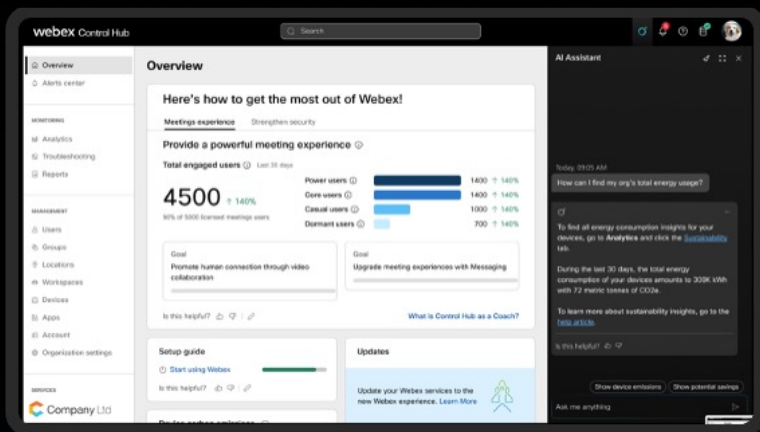 webex Control Hub
Search
Overview
Alerts center
MONITORING
Analytics
Troubleshooting
Reports
MANAGEMENT
Users
Groups
Locations
Workspaces
Devices
Apps
Account
Organization settings
SERVICES
Company Ltd
Overview
Here's how to get the most out of Webex!
Meetings experience Strengthen security
Provide a powerful meeting experience
Total engaged users Last 30 days
4500 ↑ 140%
90% of 5000 licensed meetings users
Power users 1400 ↑ 140%
Core users 1400 ↑ 140%
Casual users 1000 ↑ 140%
Dormant users 700 ↑ 140%
Goal
Promote human connection through video
collaboration
Goal
Upgrade meeting experiences with Messaging
Is this helpful?
What is Control Hub as a Coach?
Setup guide
Start using Webex
Is this helpful?
Updates
Update your Webex services to the
new Webex experience. Learn More
AI Assistant
Today, 09:05 AM
How can I find my org's total energy usage?
To find all energy consumption insights for your
devices, go to Analytics and click the Sustainability
tab.
During the last 30 days, the total energy
consumption of your devices amounts to 309K kWh
with 72 metric tonnes of CO2e.
To learn more about sustainability insights, go to the
help article.
Is this helpful?
Show device emissions Show potential savings
Ask me anything